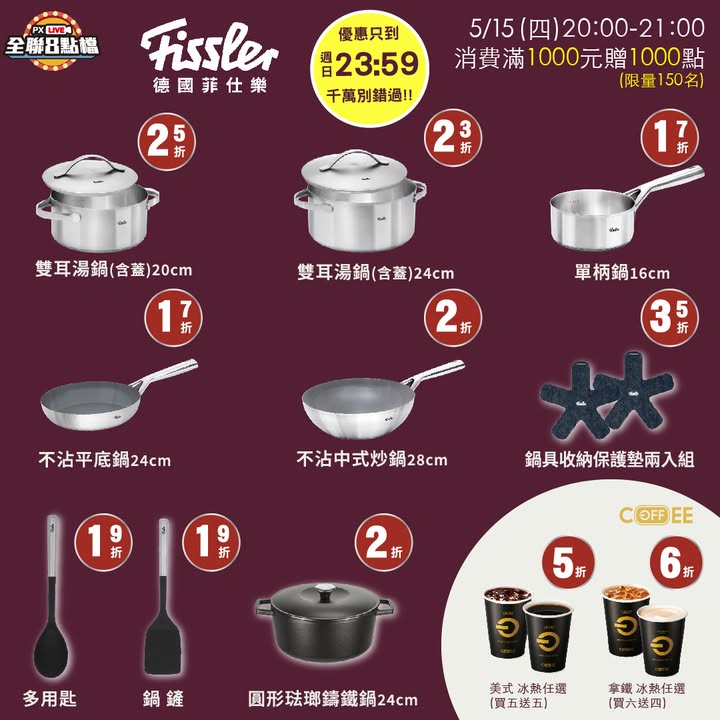 PX LIVE
全聯8點檔
Fissler
德國菲仕樂
優惠只到
週日23:59
千萬別錯過!!
5/15(四)20:00-21:00
消費滿1000元贈1000點
(限量150名)
25折
雙耳湯鍋(含蓋)20cm
23折
雙耳湯鍋(含蓋)24cm
17折
單柄鍋16cm
17折
不沾平底鍋24cm
2折
不沾中式炒鍋28cm
35折
鍋具收納保護墊兩入組
19折
多用匙
19折
鍋鏟
2折
圓形琺瑯鑄鐵鍋24cm
COFFEE
5折
美式 冰熱任選
(買五送五)
6折
拿鐵 冰熱任選
(買六送四)